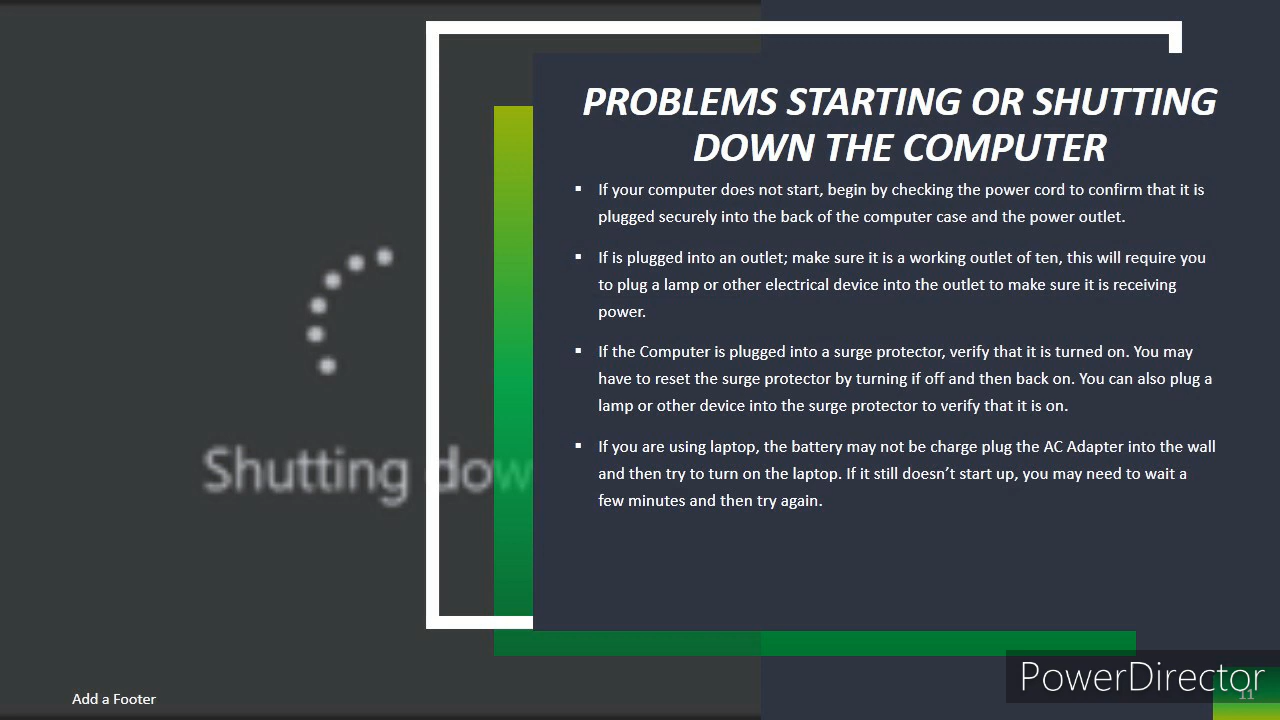 PROBLEMS STARTING OR SHUTTING
DOWN THE COMPUTER
▪ If your computer does not start, begin by checking the power cord to confirm that it is
plugged securely into the back of the computer case and the power outlet.
▪ If is plugged into an outlet; make sure it is a working outlet of ten, this will require you
to plug a lamp or other electrical device into the outlet to make sure it is receiving
power.
▪ If the Computer is plugged into a surge protector, verify that it is turned on. You may
have to reset the surge protector by turning if off and then back on. You can also plug a
lamp or other device into the surge protector to verify that it is on.
▪ If you are using laptop, the battery may not be charge plug the AC Adapter into the wall
and then try to turn on the laptop. If it still doesn’t start up, you may need to wait a
few minutes and then try again.
Shutting dow
Add a Footer
PowerDirector
11